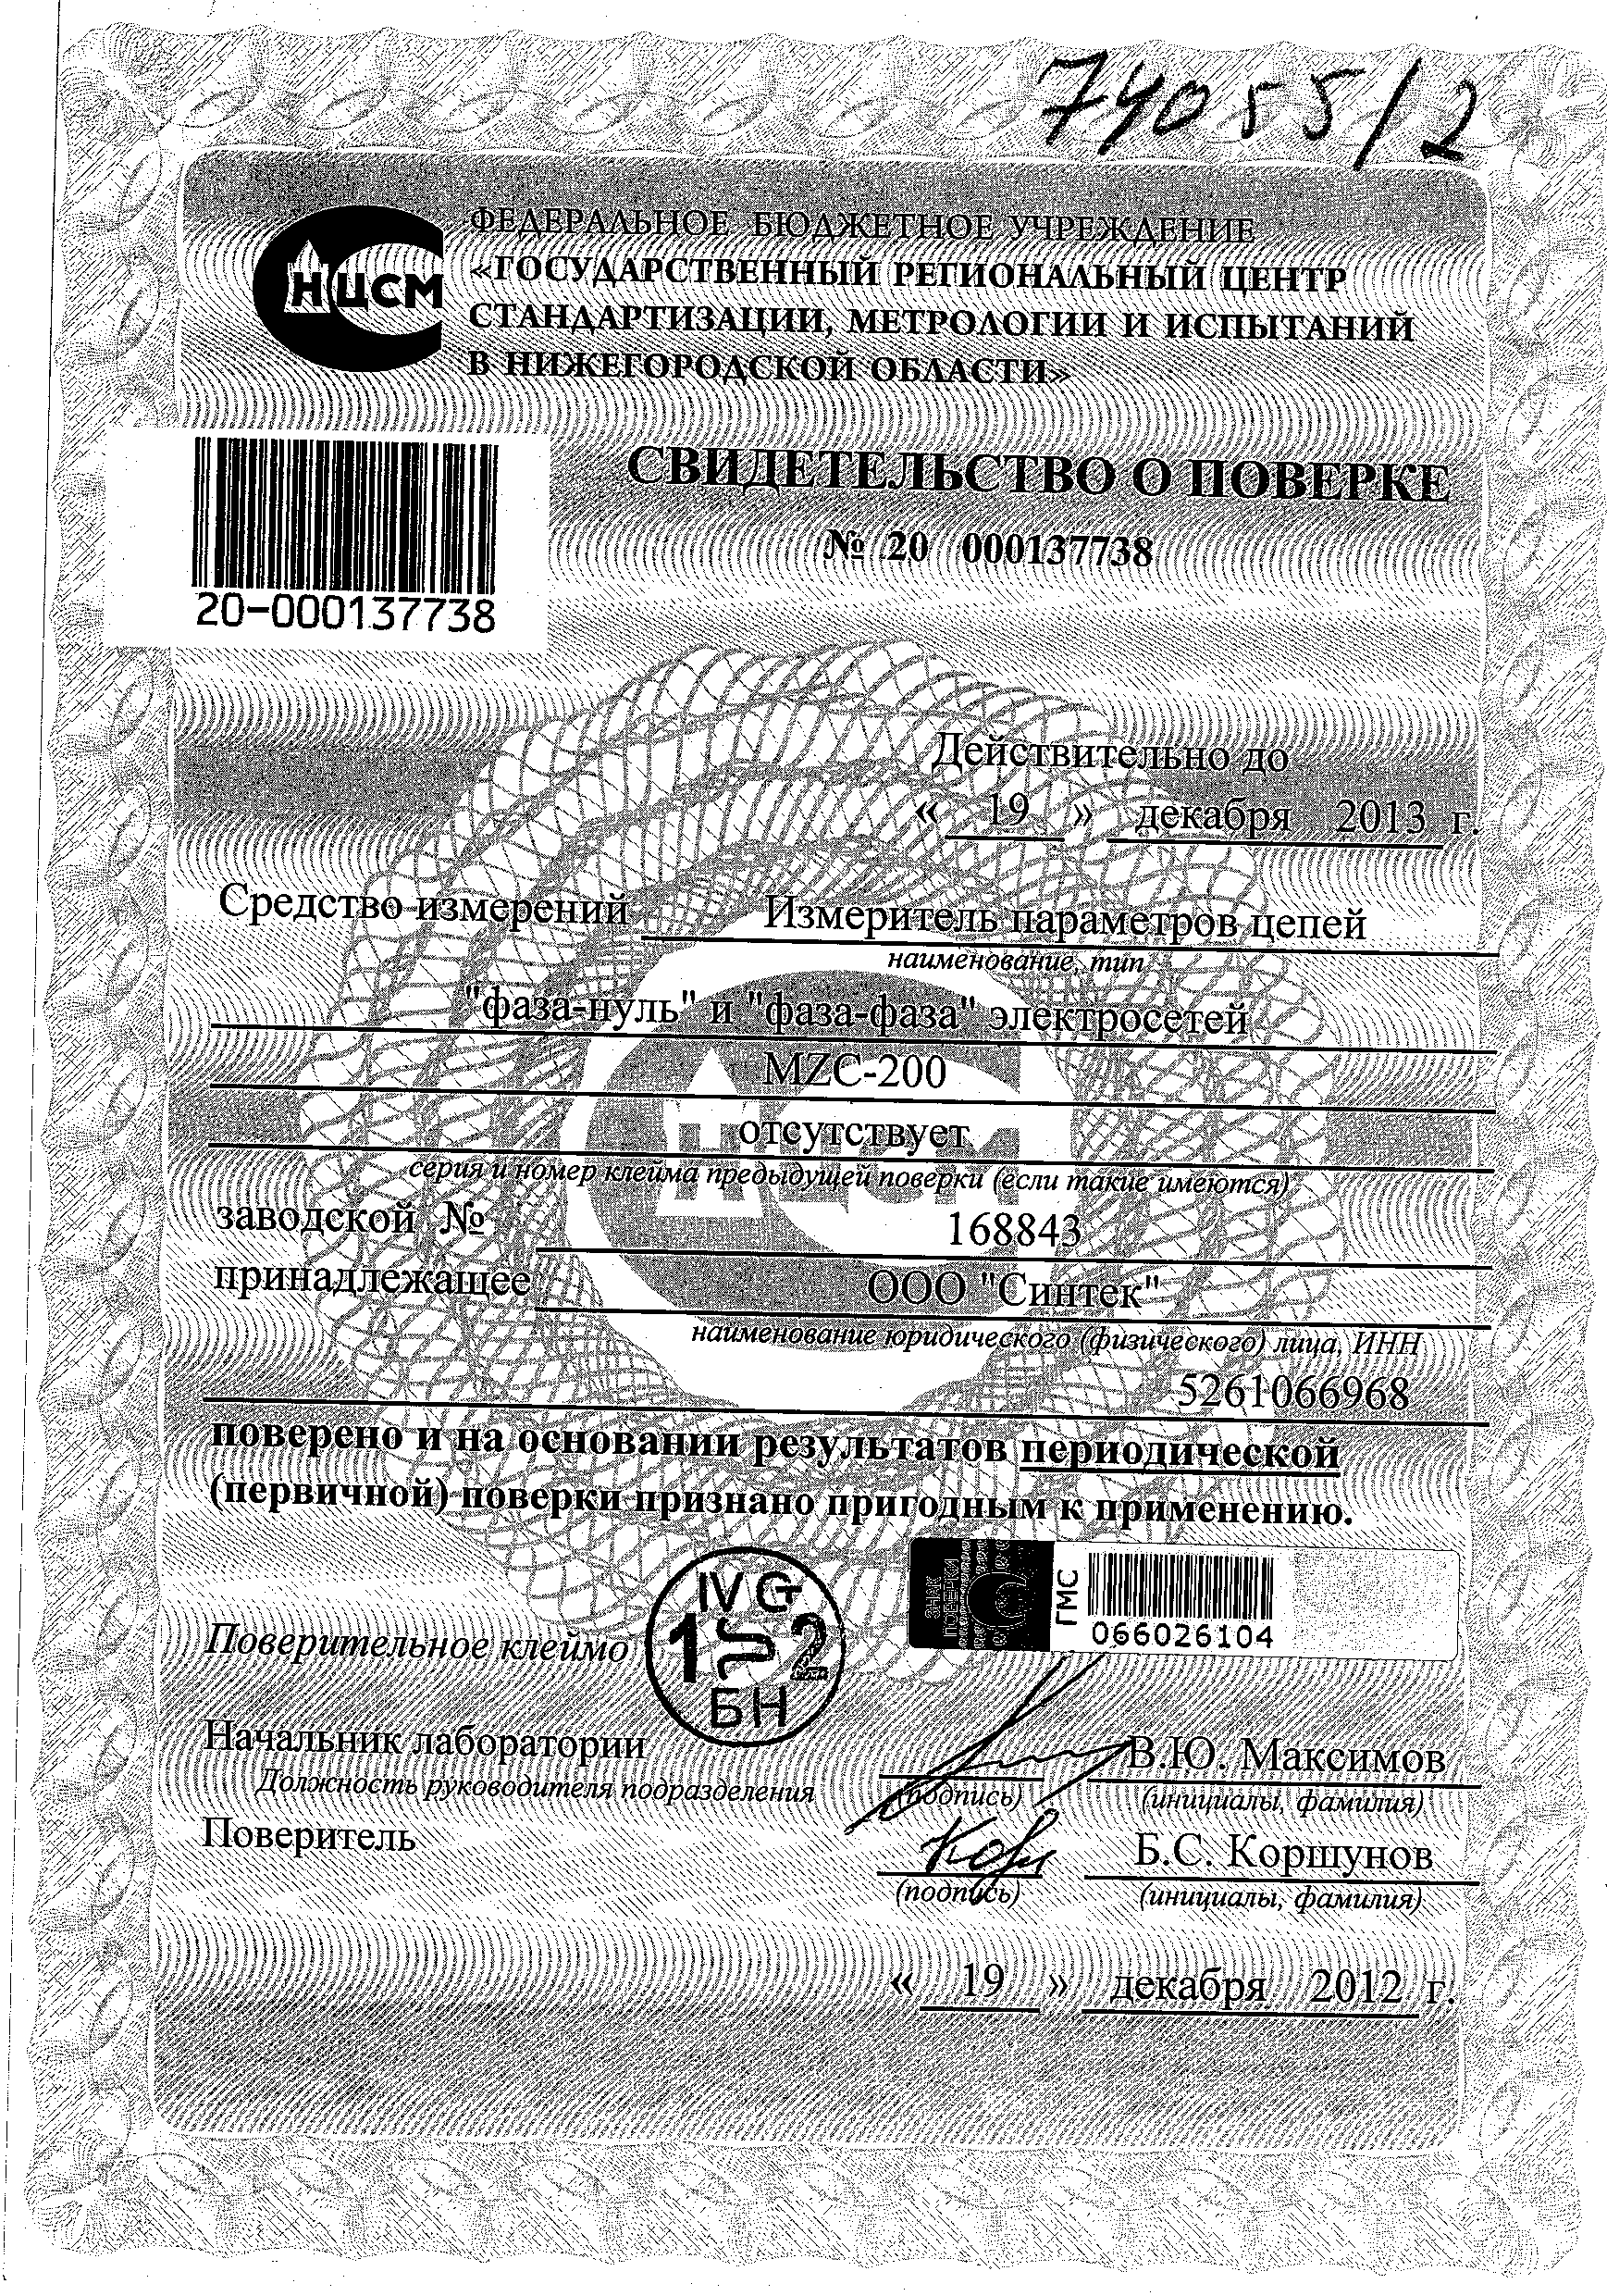 74055/2
ФЕДЕРАЛЬНОЕ БЮДЖЕТНОЕ УЧРЕЖДЕНИЕ
«ГОСУДАРСТВЕННЫЙ РЕГИОНАЛЬНЫЙ ЦЕНТР
СТАНДАРТИЗАЦИИ, МЕТРОЛОГИИ И ИСПЫТАНИЙ
В НИЖЕГОРОДСКОЙ ОБЛАСТИ»
НЦСМ
СВИДЕТЕЛЬСТВО О ПОВЕРКЕ
№ 20 000137738
20-000137738
Действительно до
« 19 » декабря 2013 г.
Средство измерений Измеритель параметров цепей
наименование, тип
"фаза-нуль" и "фаза-фаза" электросетей
MZC-200
отсутствует
серия и номер клейма предыдущей поверки (если такие имеются)
заводской № 168843
принадлежащее ООО "Синтек"
наименование юридического (физического) лица, ИНН
5261066968
поверено и на основании результатов периодической
(первичной) поверки признано пригодным к применению.
ЗНАК ПОВЕРКИ
ГМС
066026104
Поверительное клеймо
IV G
1 2
БН
Начальник лаборатории В.Ю. Максимов
Должность руководителя подразделения (подпись) (инициалы, фамилия)
Поверитель Б.С. Коршунов
(подпись) (инициалы, фамилия)
« 19 » декабря 2012 г.